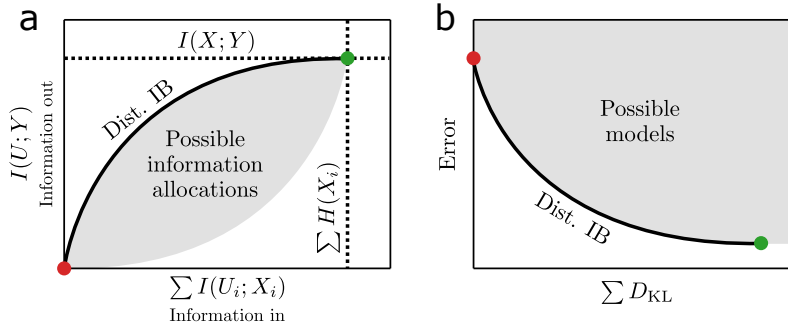 a
I(X; Y)
Dist. IB
Possible
information
allocations
I(U; Y)
Information out
∑ H(X_i)
∑ I(U_i; X_i)
Information in
b
Possible
models
Error
Dist. IB
∑ D_KL